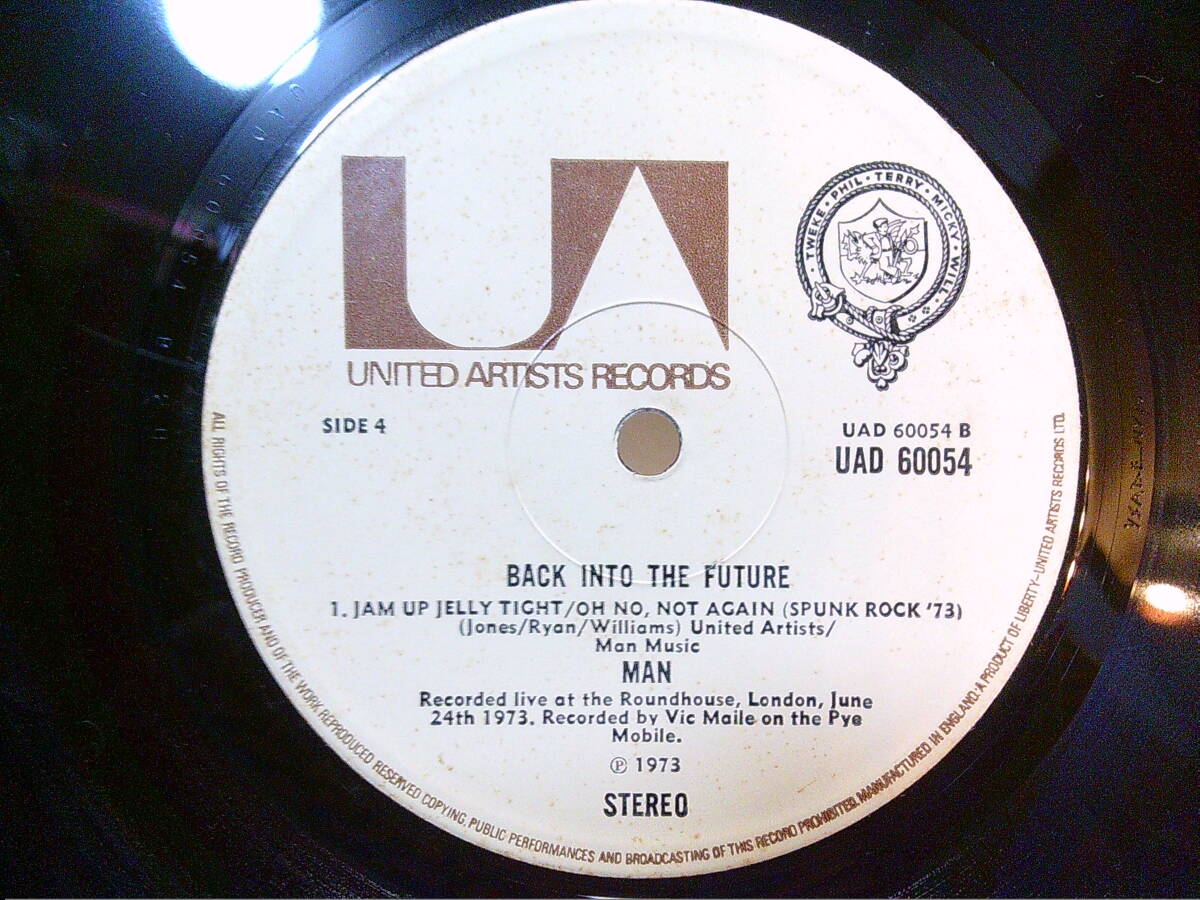 UA
UNITED ARTISTS RECORDS
TWEKE • PHIL • TERRY • MICKY • WILL
SIDE 4
UAD 60054 B
UAD 60054
BACK INTO THE FUTURE
1. JAM UP JELLY TIGHT/OH NO, NOT AGAIN (SPUNK ROCK '73)
(Jones/Ryan/Williams) United Artists/
Man Music
MAN
Recorded live at the Roundhouse, London, June
24th 1973. Recorded by Vic Maile on the Pye
Mobile.
℗ 1973
STEREO
ALL RIGHTS OF THE RECORD PRODUCER AND OF THE WORK REPRODUCED RESERVED COPYING, PUBLIC PERFORMANCES AND BROADCASTING OF THIS RECORD PROHIBITED. MANUFACTURED IN ENGLAND: A PRODUCT OF LIBERTY-UNITED ARTISTS RECORDS LTD.